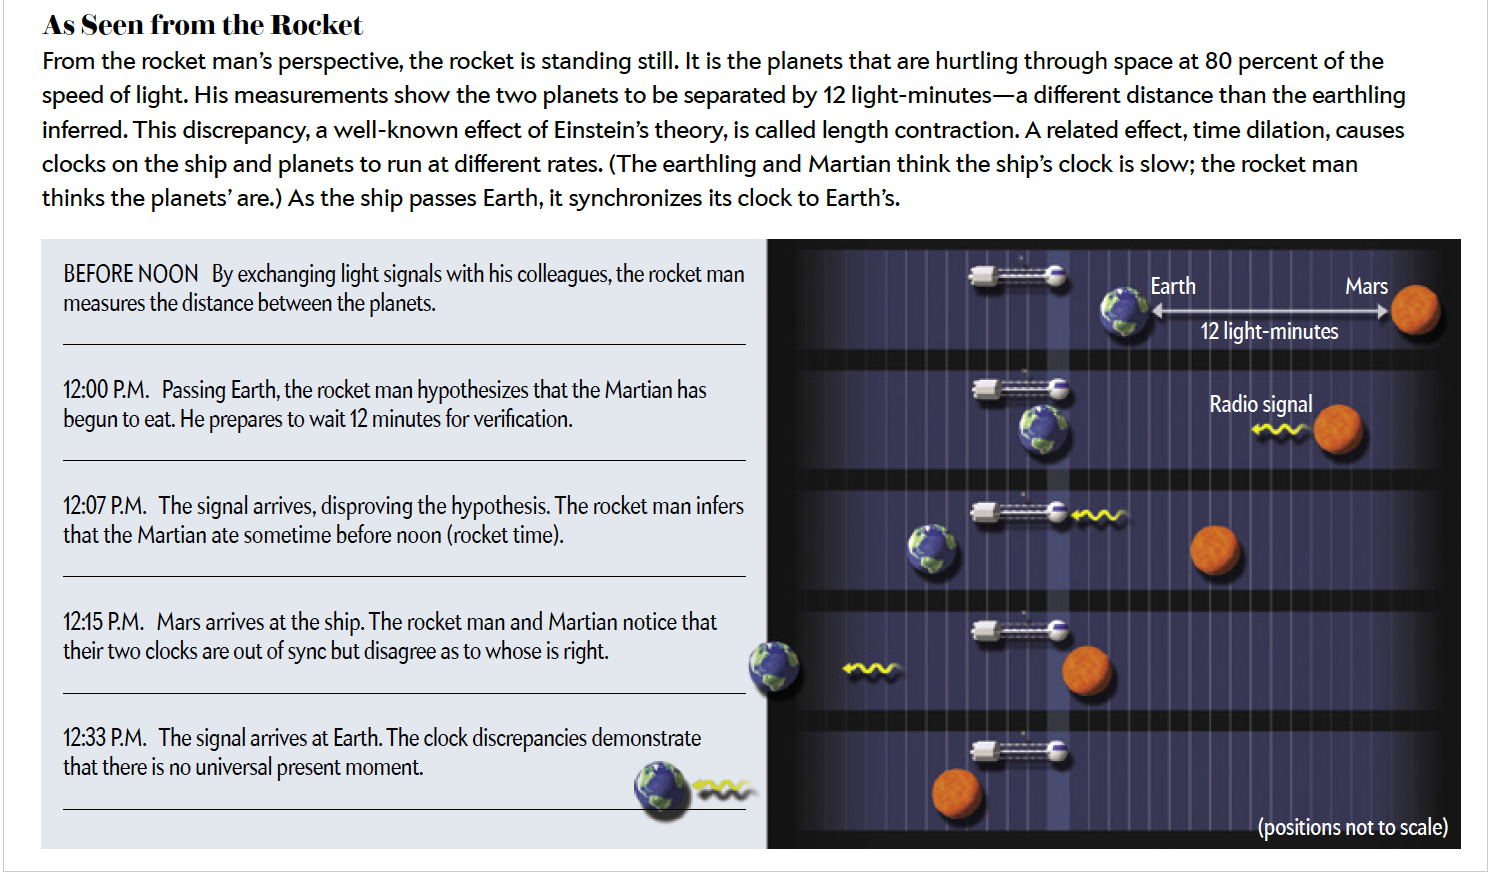 As Seen from the Rocket
From the rocket man’s perspective, the rocket is standing still. It is the planets that are hurtling through space at 80 percent of the
speed of light. His measurements show the two planets to be separated by 12 light-minutes—a different distance than the earthling
inferred. This discrepancy, a well-known effect of Einstein’s theory, is called length contraction. A related effect, time dilation, causes
clocks on the ship and planets to run at different rates. (The earthling and Martian think the ship’s clock is slow; the rocket man
thinks the planets’ are.) As the ship passes Earth, it synchronizes its clock to Earth’s.
BEFORE NOON By exchanging light signals with his colleagues, the rocket man
measures the distance between the planets.
Earth
Mars
12 light-minutes
12:00 P.M. Passing Earth, the rocket man hypothesizes that the Martian has
begun to eat. He prepares to wait 12 minutes for verification.
Radio signal
12:07 P.M. The signal arrives, disproving the hypothesis. The rocket man infers
that the Martian ate sometime before noon (rocket time).
12:15 P.M. Mars arrives at the ship. The rocket man and Martian notice that
their two clocks are out of sync but disagree as to whose is right.
12:33 P.M. The signal arrives at Earth. The clock discrepancies demonstrate
that there is no universal present moment.
(positions not to scale)